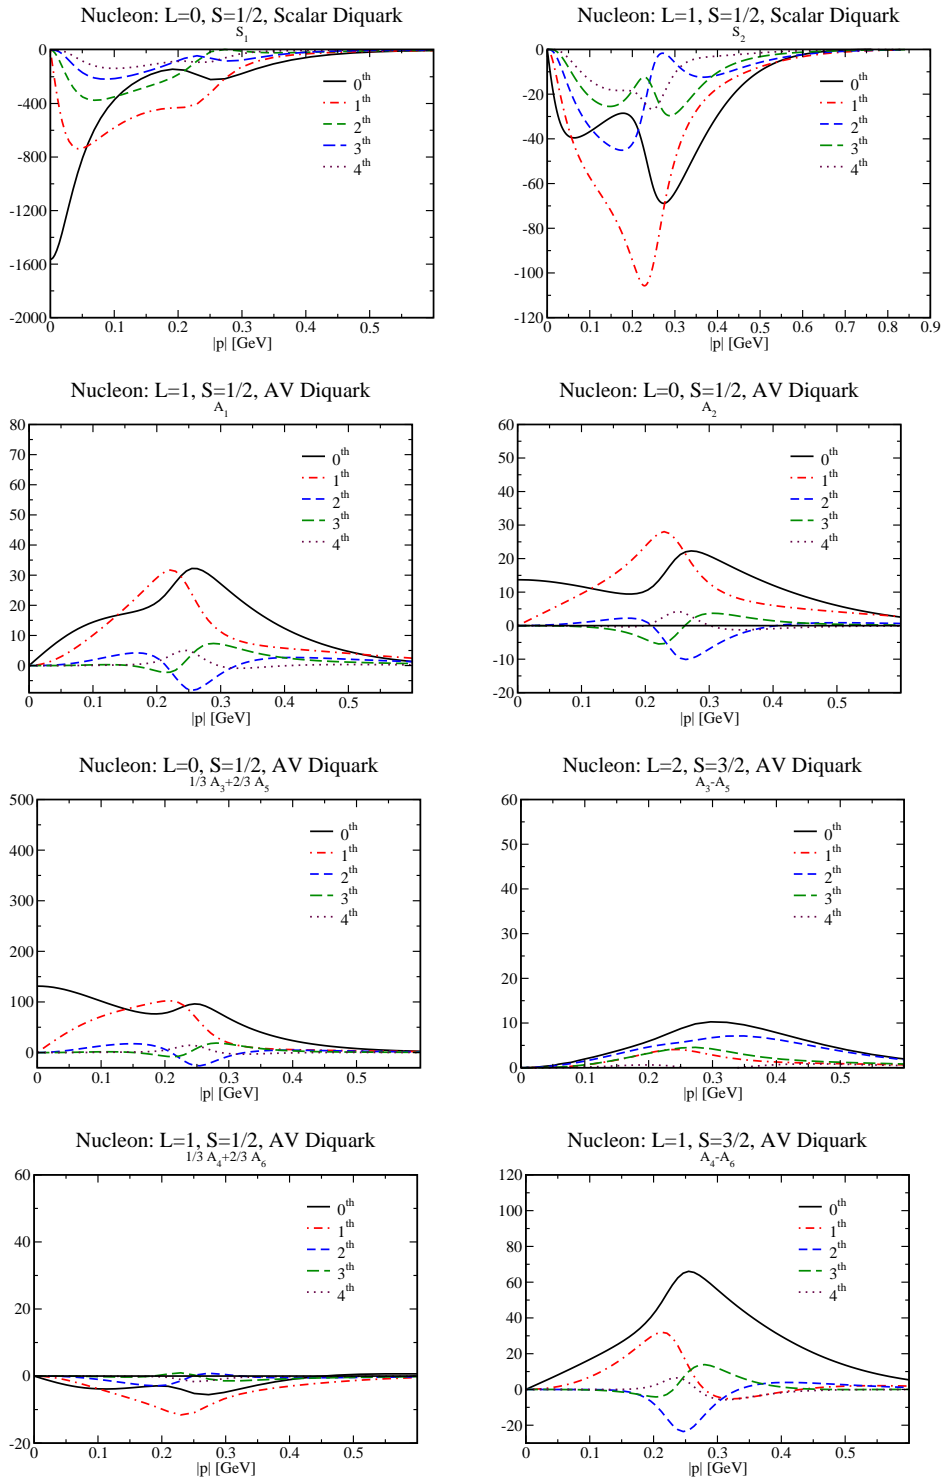 Nucleon: L=0, S=1/2, Scalar Diquark
S1
0
-400
-800
-1200
-1600
-2000
0 0.1 0.2 0.3 0.4 0.5
|p| [GeV]
0th
1th
2th
3th
4th
Nucleon: L=1, S=1/2, Scalar Diquark
S2
0
-20
-40
-60
-80
-100
-120
0 0.1 0.2 0.3 0.4 0.5 0.6 0.7 0.8 0.9
|p| [GeV]
0th
1th
2th
3th
4th
Nucleon: L=1, S=1/2, AV Diquark
A1
80
70
60
50
40
30
20
10
0
-10
0 0.1 0.2 0.3 0.4 0.5
|p| [GeV]
0th
1th
2th
3th
4th
Nucleon: L=0, S=1/2, AV Diquark
A2
60
50
40
30
20
10
0
-10
-20
0 0.1 0.2 0.3 0.4 0.5
|p| [GeV]
0th
1th
2th
3th
4th
Nucleon: L=0, S=1/2, AV Diquark
1/3 A3+2/3 A5
500
400
300
200
100
0
0 0.1 0.2 0.3 0.4 0.5
|p| [GeV]
0th
1th
2th
3th
4th
Nucleon: L=2, S=3/2, AV Diquark
A3-A5
60
50
40
30
20
10
0
0 0.1 0.2 0.3 0.4 0.5
|p| [GeV]
0th
1th
2th
3th
4th
Nucleon: L=1, S=1/2, AV Diquark
1/3 A4+2/3 A6
60
40
20
0
-20
0 0.1 0.2 0.3 0.4 0.5
|p| [GeV]
0th
1th
2th
3th
4th
Nucleon: L=1, S=3/2, AV Diquark
A4-A6
120
100
80
60
40
20
0
-20
0 0.1 0.2 0.3 0.4 0.5
|p| [GeV]
0th
1th
2th
3th
4th